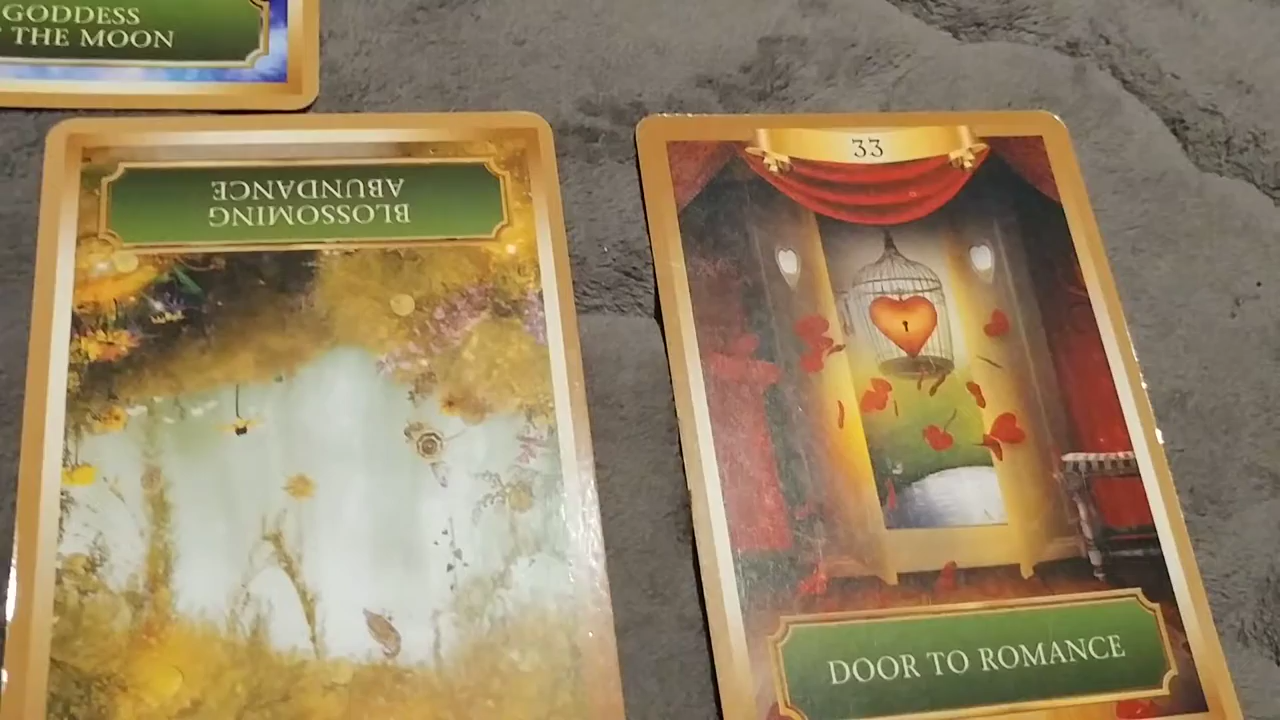 GODDESS
THE MOON
BLOSSOMING
ABUNDANCE
33
DOOR TO ROMANCE